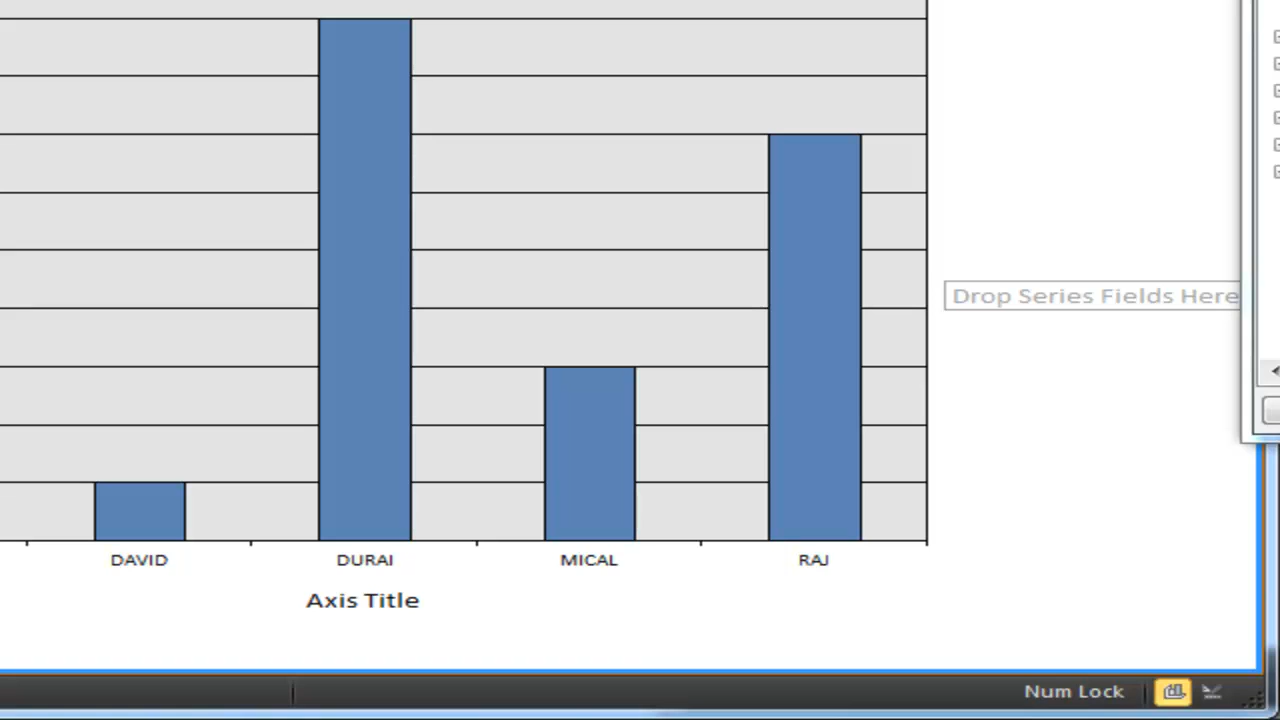 Drop Series Fields Here
DAVID DURAI MICAL RAJ
Axis Title
Num Lock